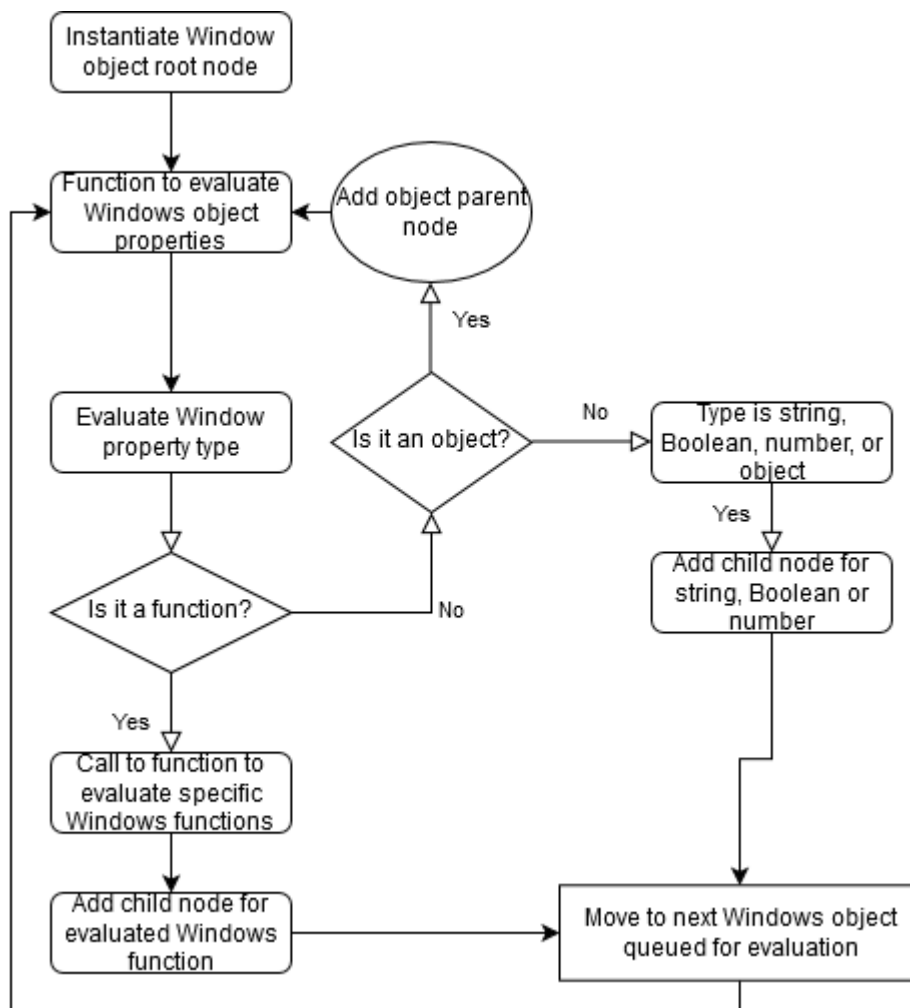 Instantiate Window
object root node
Function to evaluate
Windows object
properties
Add object parent
node
Yes
Evaluate Window
property type
Is it an object?
No
Type is string,
Boolean, number, or
object
Yes
Is it a function?
No
Add child node for
string, Boolean or
number
Yes
Call to function to
evaluate specific
Windows functions
Add child node for
evaluated Windows
function
Move to next Windows object
queued for evaluation